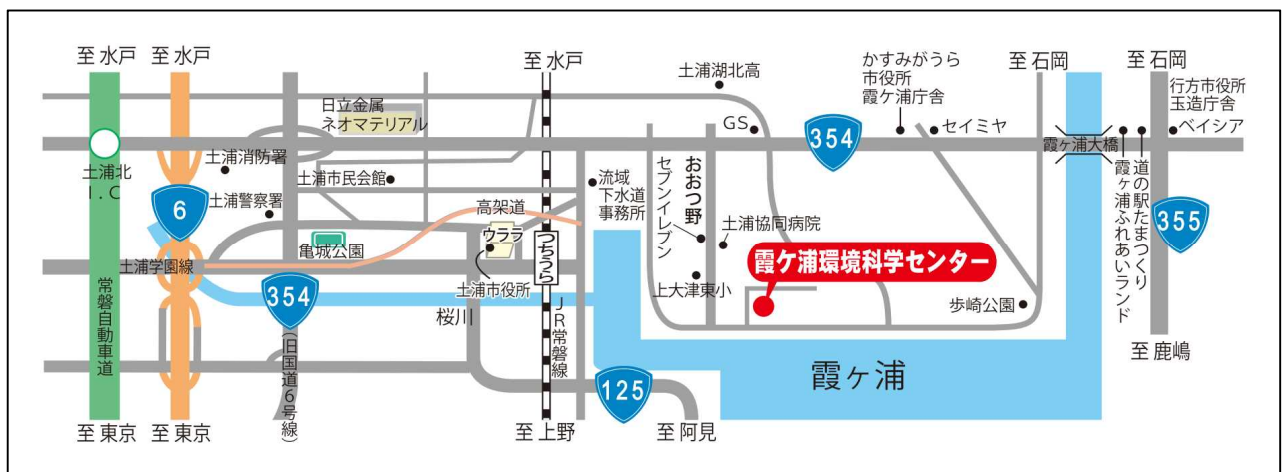 至 水戸
至 水戸
至 水戸
至 石岡
至 石岡
かすみがうら
市役所
霞ケ浦庁舎
行方市役所
玉造庁舎
土浦湖北高
日立金属
ネオマテリアル
GS
354
セイミヤ
霞ヶ浦大橋
ベイシア
土浦北
I.C
土浦消防署
土浦市民会館
流域
下水道
事務所
セブンイレブン
おおつ野
霞ヶ浦ふれあいランド
道の駅たまつくり
6
土浦警察署
高架道
ウララ
土浦協同病院
355
亀城公園
つちうら
霞ケ浦環境科学センター
土浦学園線
354
土浦市役所
上大津東小
歩崎公園
常磐自動車道
桜川
JR常磐線
(旧国道6号線)
125
霞ヶ浦
至 鹿嶋
至 東京
至 東京
至 上野
至 阿見